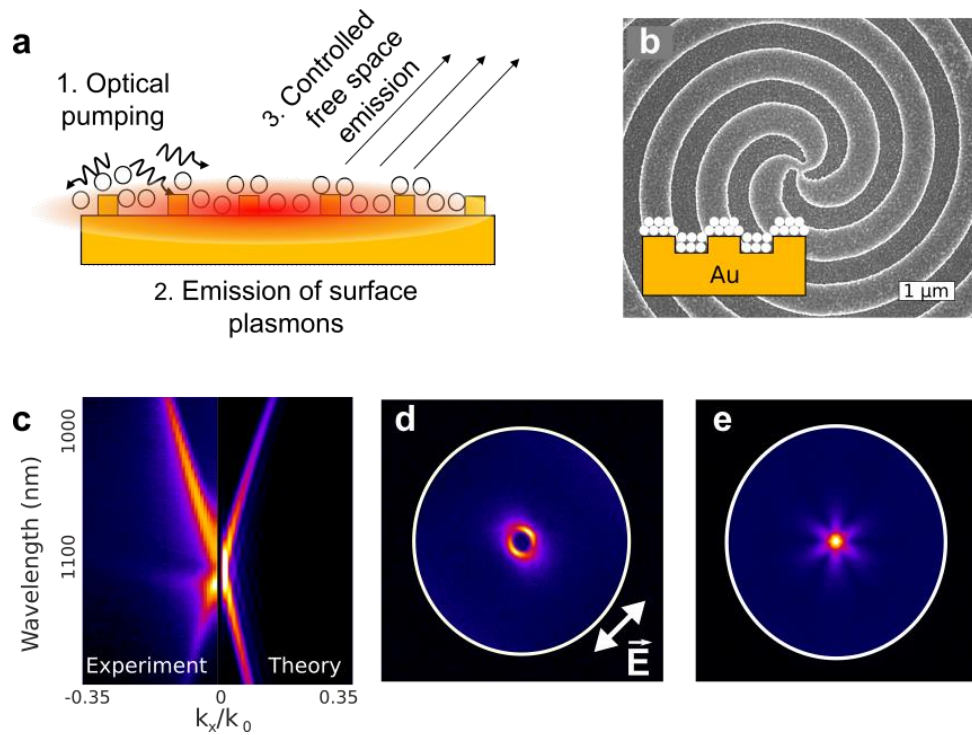 a
1. Optical
pumping
3. Controlled
free space
emission
2. Emission of surface
plasmons
b
Au
1 µm
c
Wavelength (nm)
1000
1100
Experiment
Theory
-0.35
0
0.35
kₓ/k₀
d
E⃗
e